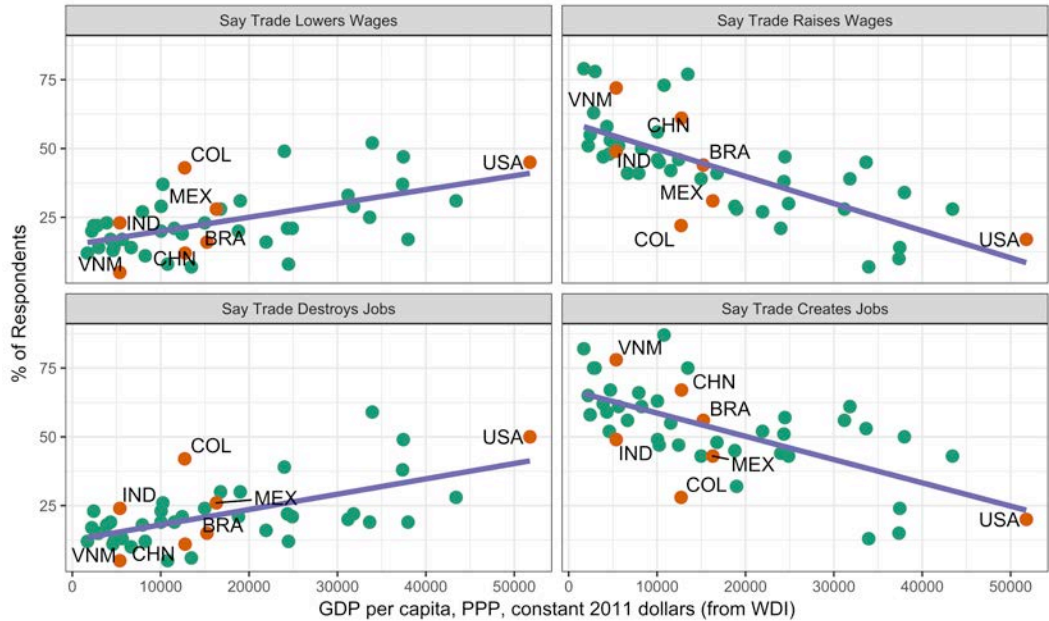 Say Trade Lowers Wages
Say Trade Raises Wages
75
50
25
COL
USA
MEX
IND
BRA
CHN
VNM
VNM
CHN
BRA
IND
MEX
COL
USA
% of Respondents
Say Trade Destroys Jobs
Say Trade Creates Jobs
75
50
25
COL
USA
IND
MEX
BRA
VNM
CHN
VNM
CHN
BRA
IND
MEX
COL
USA
0 10000 20000 30000 40000 50000 0 10000 20000 30000 40000 50000
GDP per capita, PPP, constant 2011 dollars (from WDI)